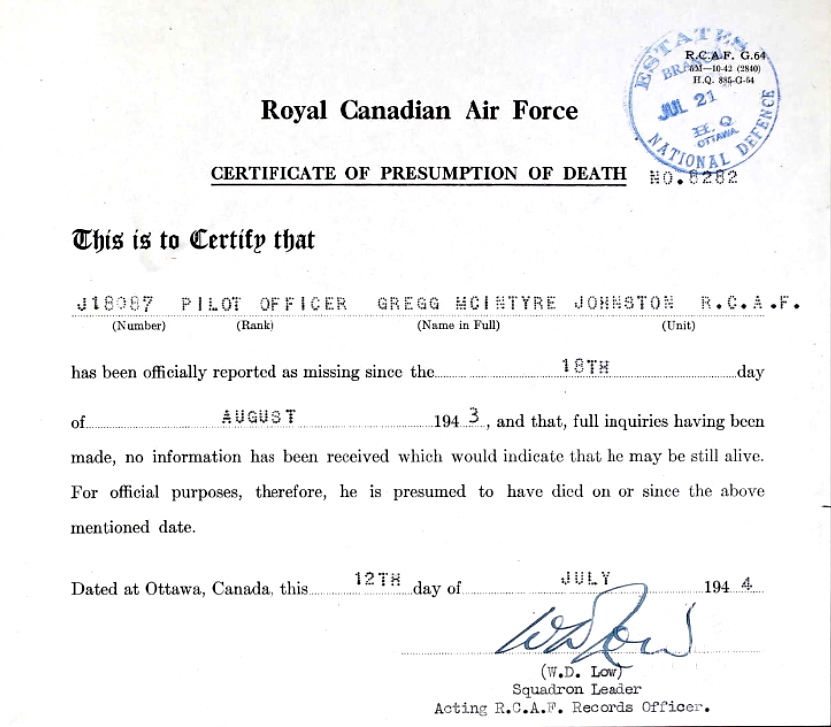 ESTATES
BRANCH
JUL 21
H.Q.
OTTAWA
NATIONAL DEFENCE
R.C.A.F. G.64
6M—10-42 (2840)
H.Q. 885-G-64
Royal Canadian Air Force
CERTIFICATE OF PRESUMPTION OF DEATH NO.8282
This is to Certify that
J18087 PILOT OFFICER GREGG MCINTYRE JOHNSTON R.C.A.F.
(Number) (Rank) (Name in Full) (Unit)
has been officially reported as missing since the 18TH day
of AUGUST 1943, and that, full inquiries having been
made, no information has been received which would indicate that he may be still alive.
For official purposes, therefore, he is presumed to have died on or since the above
mentioned date.
Dated at Ottawa, Canada, this 12TH day of JULY 1944
WD Low
(W.D. Low)
Squadron Leader
Acting R.C.A.F. Records Officer.